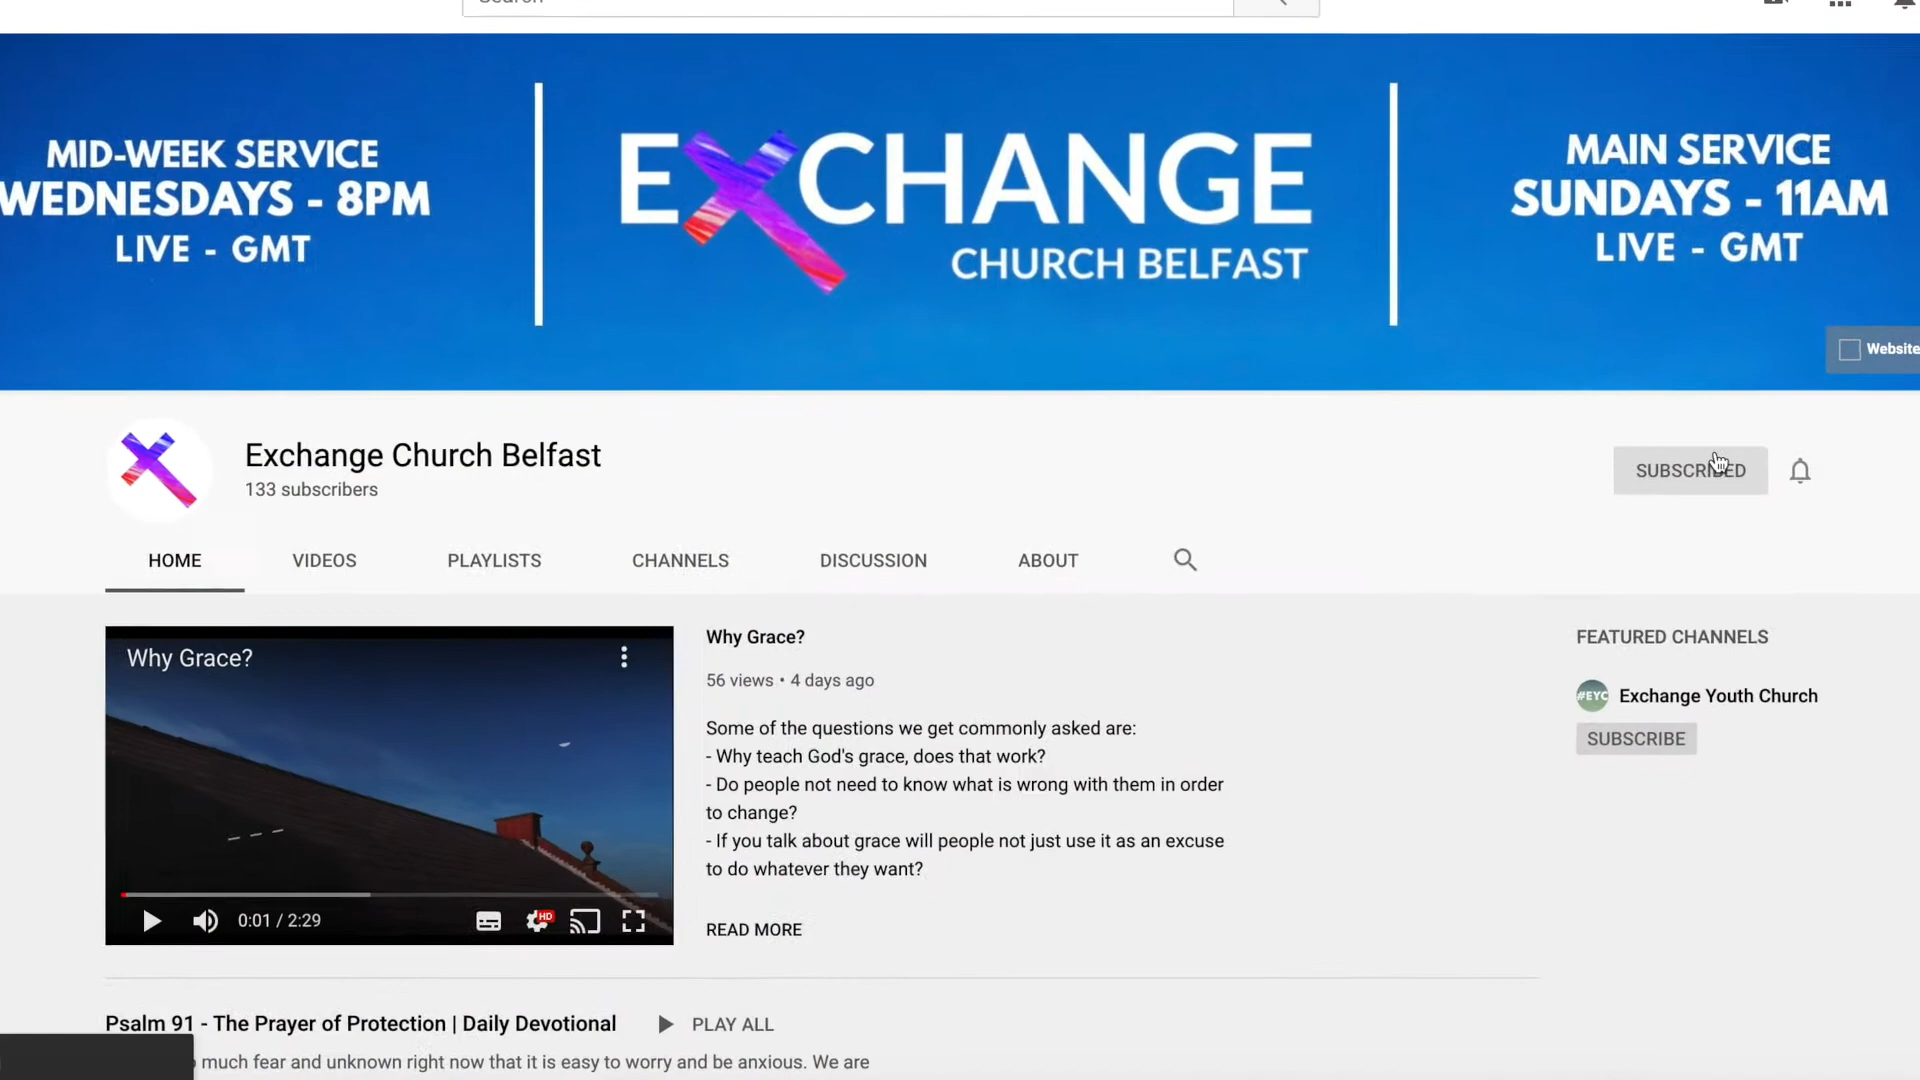 MID-WEEK SERVICE
WEDNESDAYS - 8PM
LIVE - GMT
EXCHANGE
CHURCH BELFAST
MAIN SERVICE
SUNDAYS - 11AM
LIVE - GMT
Website
Exchange Church Belfast
133 subscribers
SUBSCRIBED
HOME
VIDEOS
PLAYLISTS
CHANNELS
DISCUSSION
ABOUT
Why Grace?
HD
0:01 / 2:29
Why Grace?
56 views • 4 days ago
Some of the questions we get commonly asked are:
- Why teach God's grace, does that work?
- Do people not need to know what is wrong with them in order
to change?
- If you talk about grace will people not just use it as an excuse
to do whatever they want?
READ MORE
FEATURED CHANNELS
#EYC
Exchange Youth Church
SUBSCRIBE
Psalm 91 - The Prayer of Protection | Daily Devotional
PLAY ALL
much fear and unknown right now that it is easy to worry and be anxious. We are